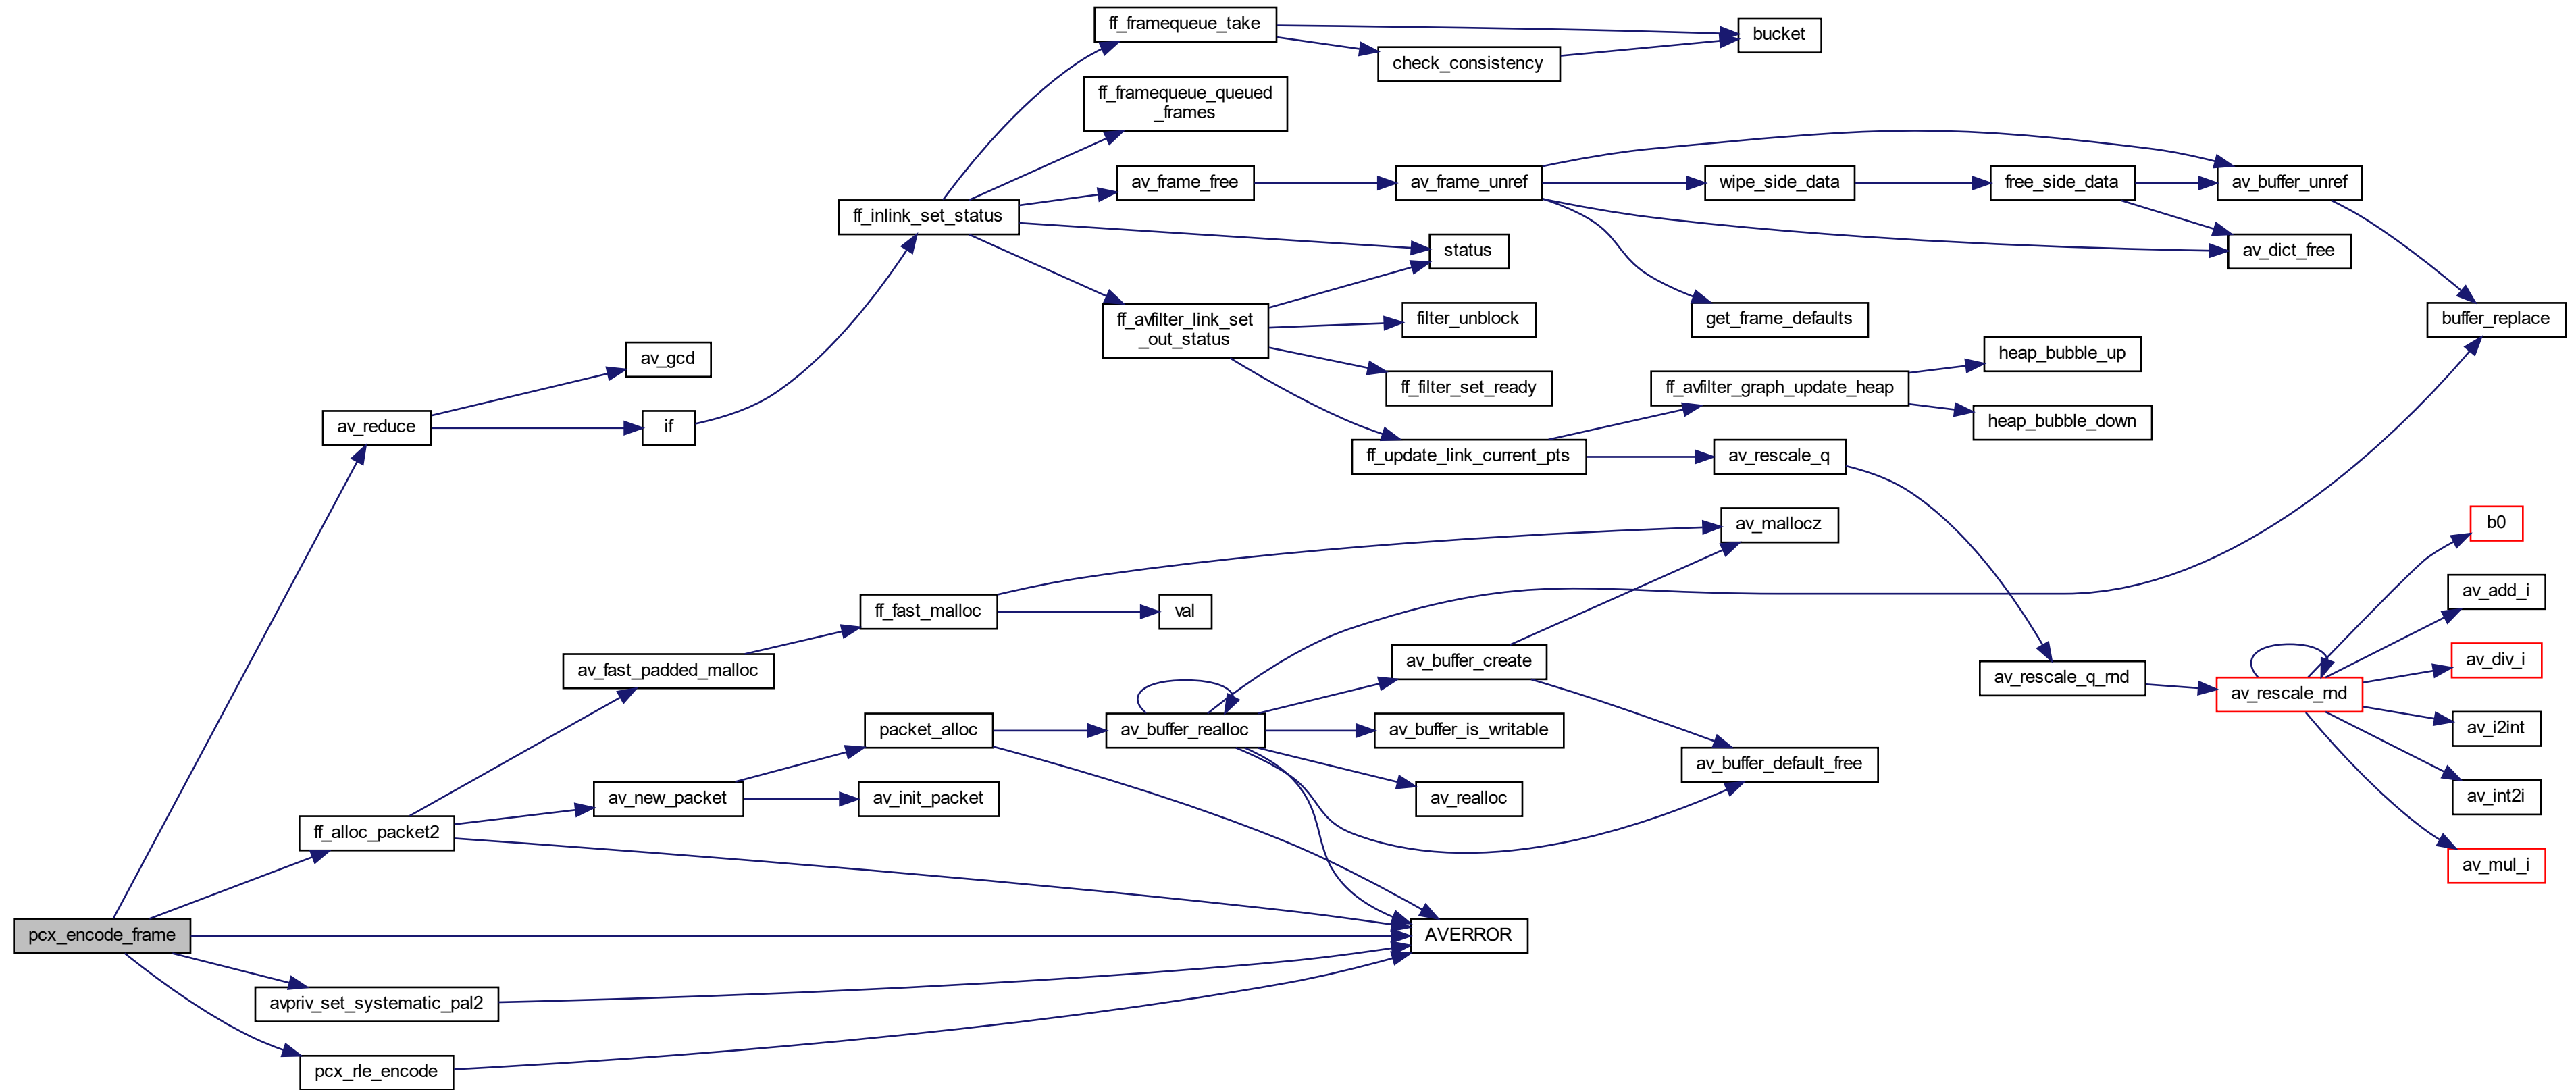 ff_framequeue_take
bucket
check_consistency
ff_framequeue_queued
_frames
av_frame_free
av_frame_unref
wipe_side_data
free_side_data
av_buffer_unref
ff_inlink_set_status
status
av_dict_free
ff_avfilter_link_set
_out_status
filter_unblock
get_frame_defaults
buffer_replace
av_gcd
heap_bubble_up
ff_filter_set_ready
ff_avfilter_graph_update_heap
av_reduce
if
heap_bubble_down
ff_update_link_current_pts
av_rescale_q
av_mallocz
b0
ff_fast_malloc
val
av_add_i
av_fast_padded_malloc
av_buffer_create
av_div_i
av_rescale_q_rnd
av_rescale_rnd
packet_alloc
av_buffer_realloc
av_buffer_is_writable
av_i2int
av_buffer_default_free
av_new_packet
av_init_packet
av_realloc
av_int2i
ff_alloc_packet2
av_mul_i
pcx_encode_frame
AVERROR
avpriv_set_systematic_pal2
pcx_rle_encode